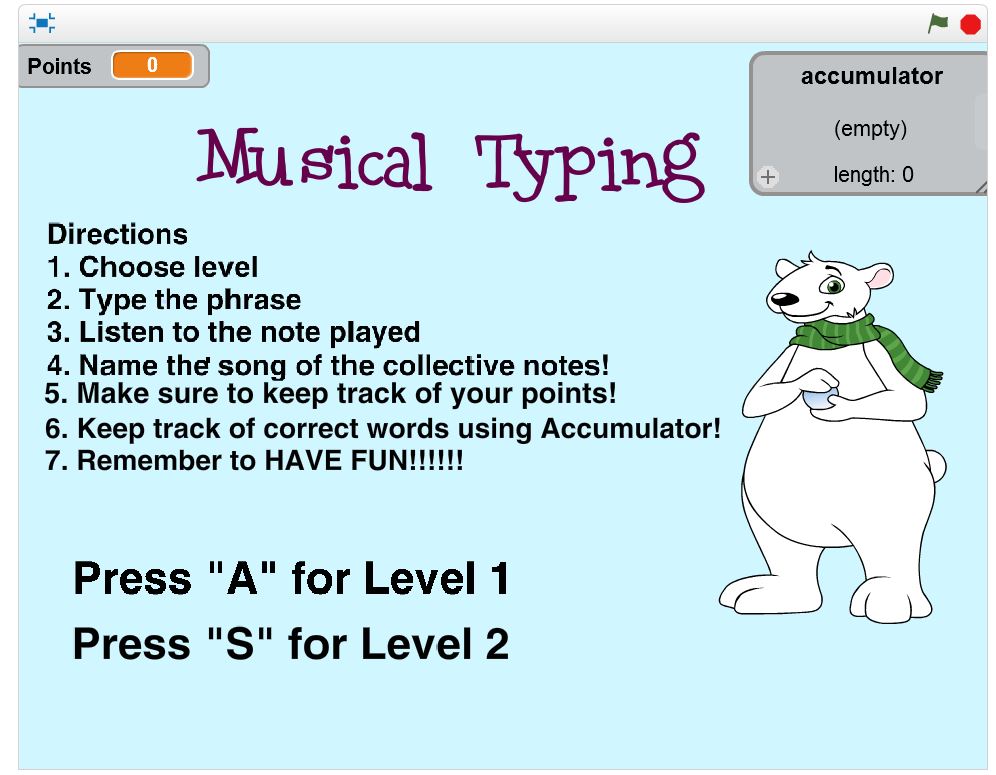 Points 0
accumulator
(empty)
+ length: 0
Musical Typing
Directions
1. Choose level
2. Type the phrase
3. Listen to the note played
4. Name the' song of the collective notes!
5. Make sure to keep track of your points!
6. Keep track of correct words using Accumulator!
7. Remember to HAVE FUN!!!!!!
Press "A" for Level 1
Press "S" for Level 2